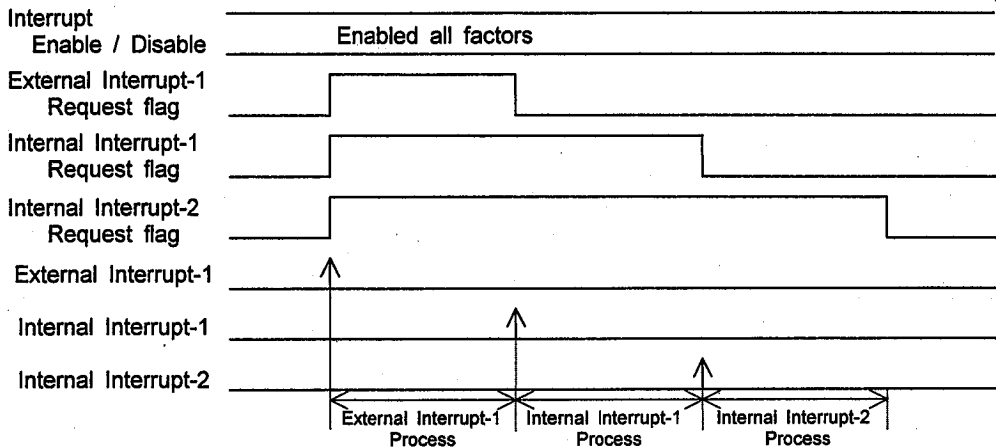 Interrupt
Enable / Disable
Enabled all factors
External Interrupt-1
Request flag
Internal Interrupt-1
Request flag
Internal Interrupt-2
Request flag
External Interrupt-1
Internal Interrupt-1
Internal Interrupt-2
External Interrupt-1 Internal Interrupt-1 Internal Interrupt-2
Process Process Process